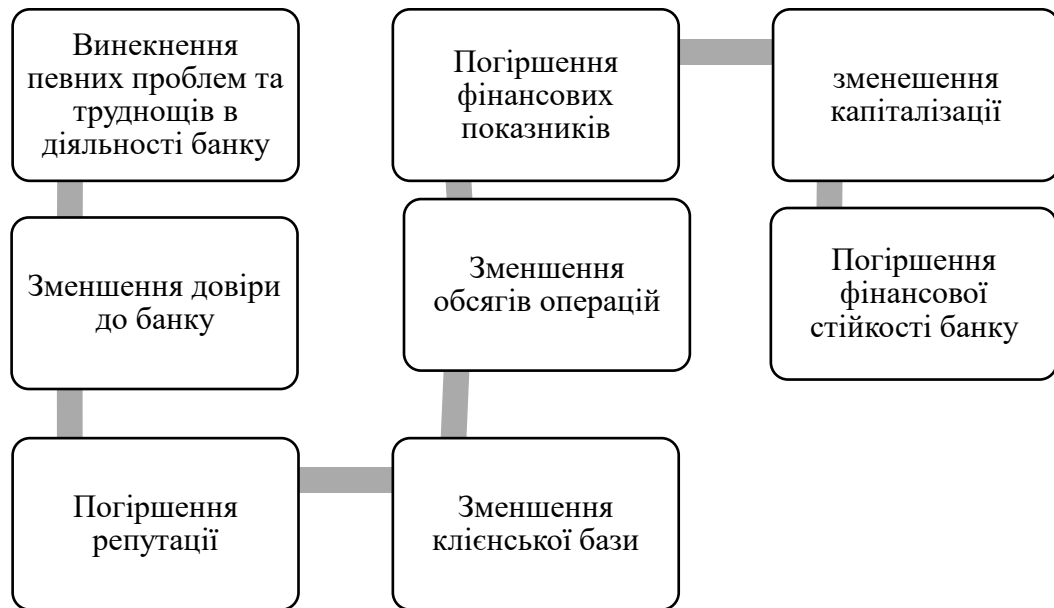 Винекнення
певних проблем та
труднощів в
діяльності банку
Зменшення довіри
до банку
Погіршення
репутації
Зменшення
клієнської бази
Зменшення
обсягів операцій
Погіршення
фінансових
показників
зменешення
капіталізації
Погіршення
фінансової
стійкості банку